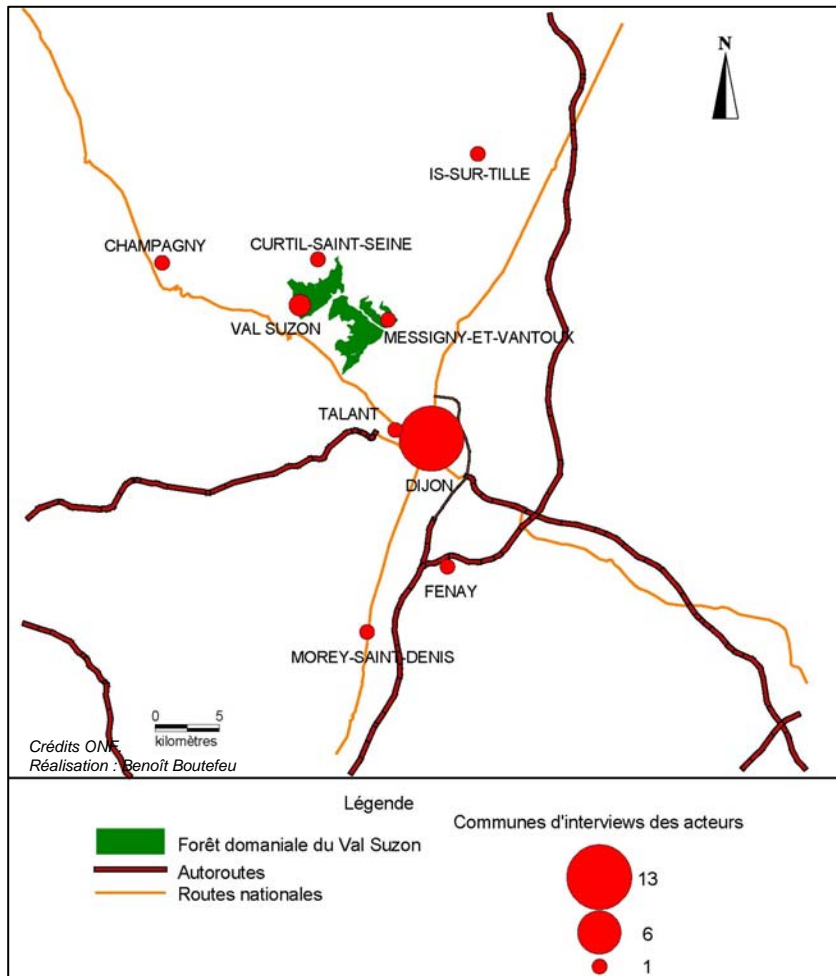 N
IS-SUR-TILLE
CHAMPAGNY
CURTIL-SAINT-SEINE
VAL SUZON
MESSIGNY-ET-VANTOUX
TALANT
DIJON
FENAY
MOREY-SAINT-DENIS
0 5
kilomètres
Crédits ONF.
Réalisation : Benoît Boutefeu
Légende
Forêt domaniale du Val Suzon
Autoroutes
Routes nationales
Communes d'interviews des acteurs
13
6
1